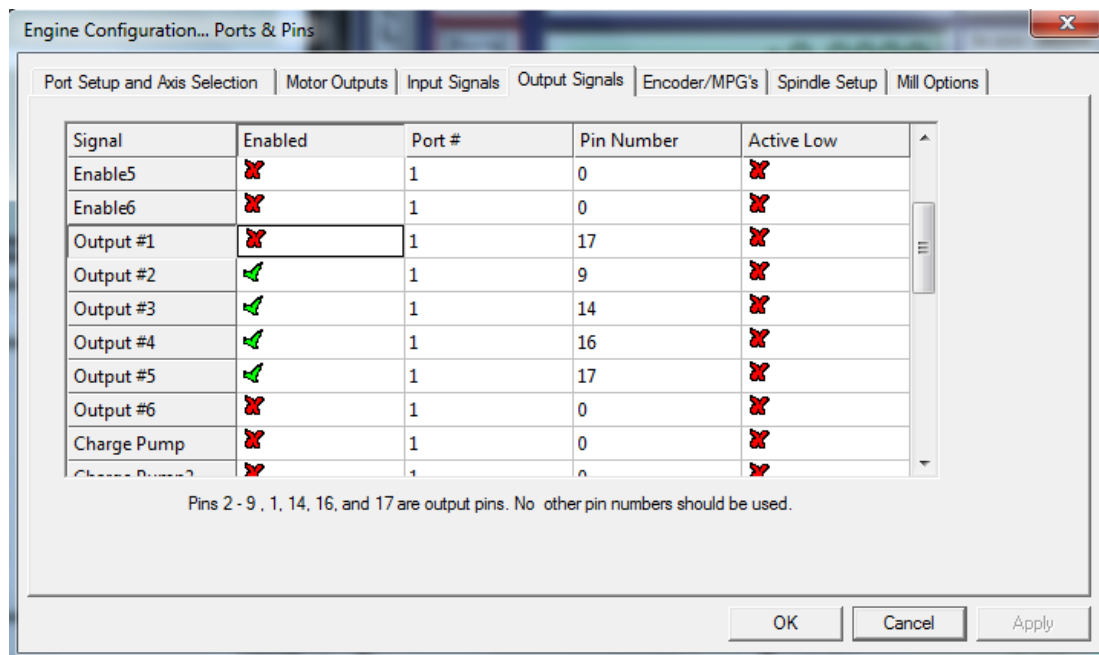 Engine Configuration... Ports & Pins
Port Setup and Axis Selection Motor Outputs Input Signals Output Signals Encoder/MPG's Spindle Setup Mill Options
Signal Enabled Port # Pin Number Active Low
Enable5 1 0
Enable6 1 0
Output #1 1 17
Output #2 1 9
Output #3 1 14
Output #4 1 16
Output #5 1 17
Output #6 1 0
Charge Pump 1 0
Charge Pump2 1 0
Pins 2 - 9 , 1, 14, 16, and 17 are output pins. No other pin numbers should be used.
OK Cancel Apply